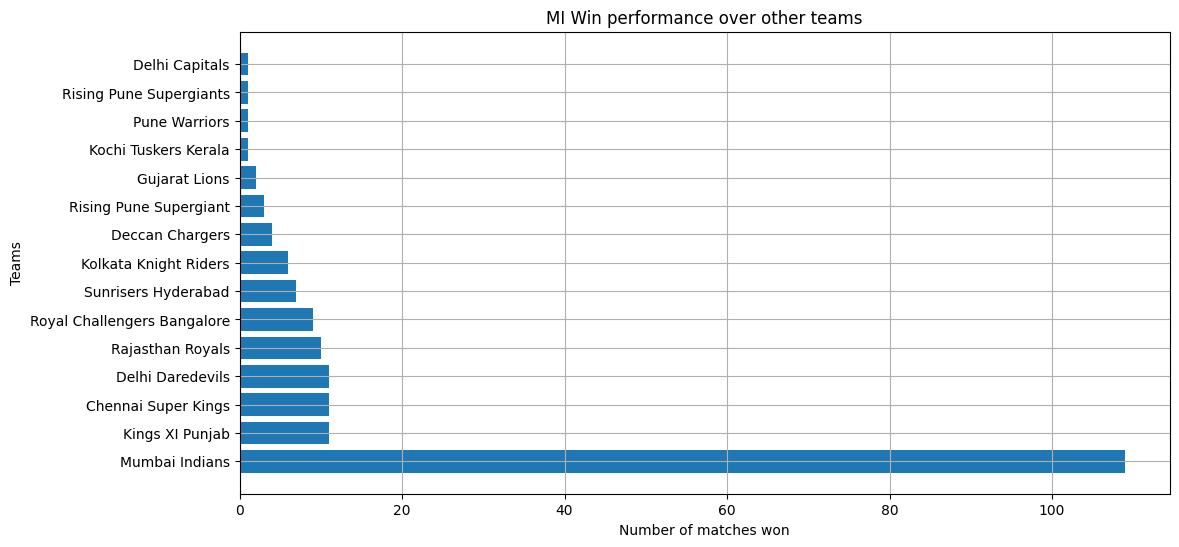 MI Win performance over other teams
Teams
Delhi Capitals
Rising Pune Supergiants
Pune Warriors
Kochi Tuskers Kerala
Gujarat Lions
Rising Pune Supergiant
Deccan Chargers
Kolkata Knight Riders
Sunrisers Hyderabad
Royal Challengers Bangalore
Rajasthan Royals
Delhi Daredevils
Chennai Super Kings
Kings XI Punjab
Mumbai Indians
0 20 40 60 80 100
Number of matches won